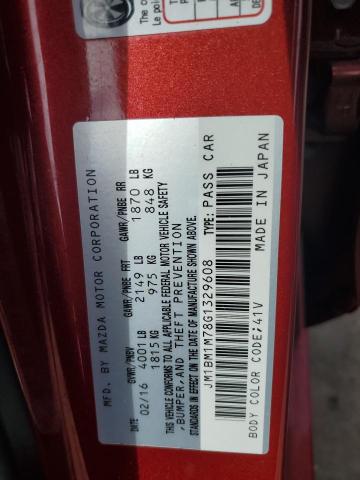 The o
Le poi
MFD. BY MAZDA MOTOR CORPORATION
DATE GVWR/PNBV GAWR/PNBE FRT GAWR/PNBE RR
02/16 4001 LB 2149 LB 1870 LB
1815 KG 975 KG 848 KG
THIS VEHICLE CONFORMS TO ALL APPLICABLE FEDERAL MOTOR VEHICLE SAFETY
,BUMPER,AND THEFT PREVENTION
STANDARDS IN EFFECT ON THE DATE OF MANUFACTURE SHOWN ABOVE.
JM1BM1M78G1329608 TYPE: PASS CAR
BODY COLOR CODE:41V MADE IN JAPAN